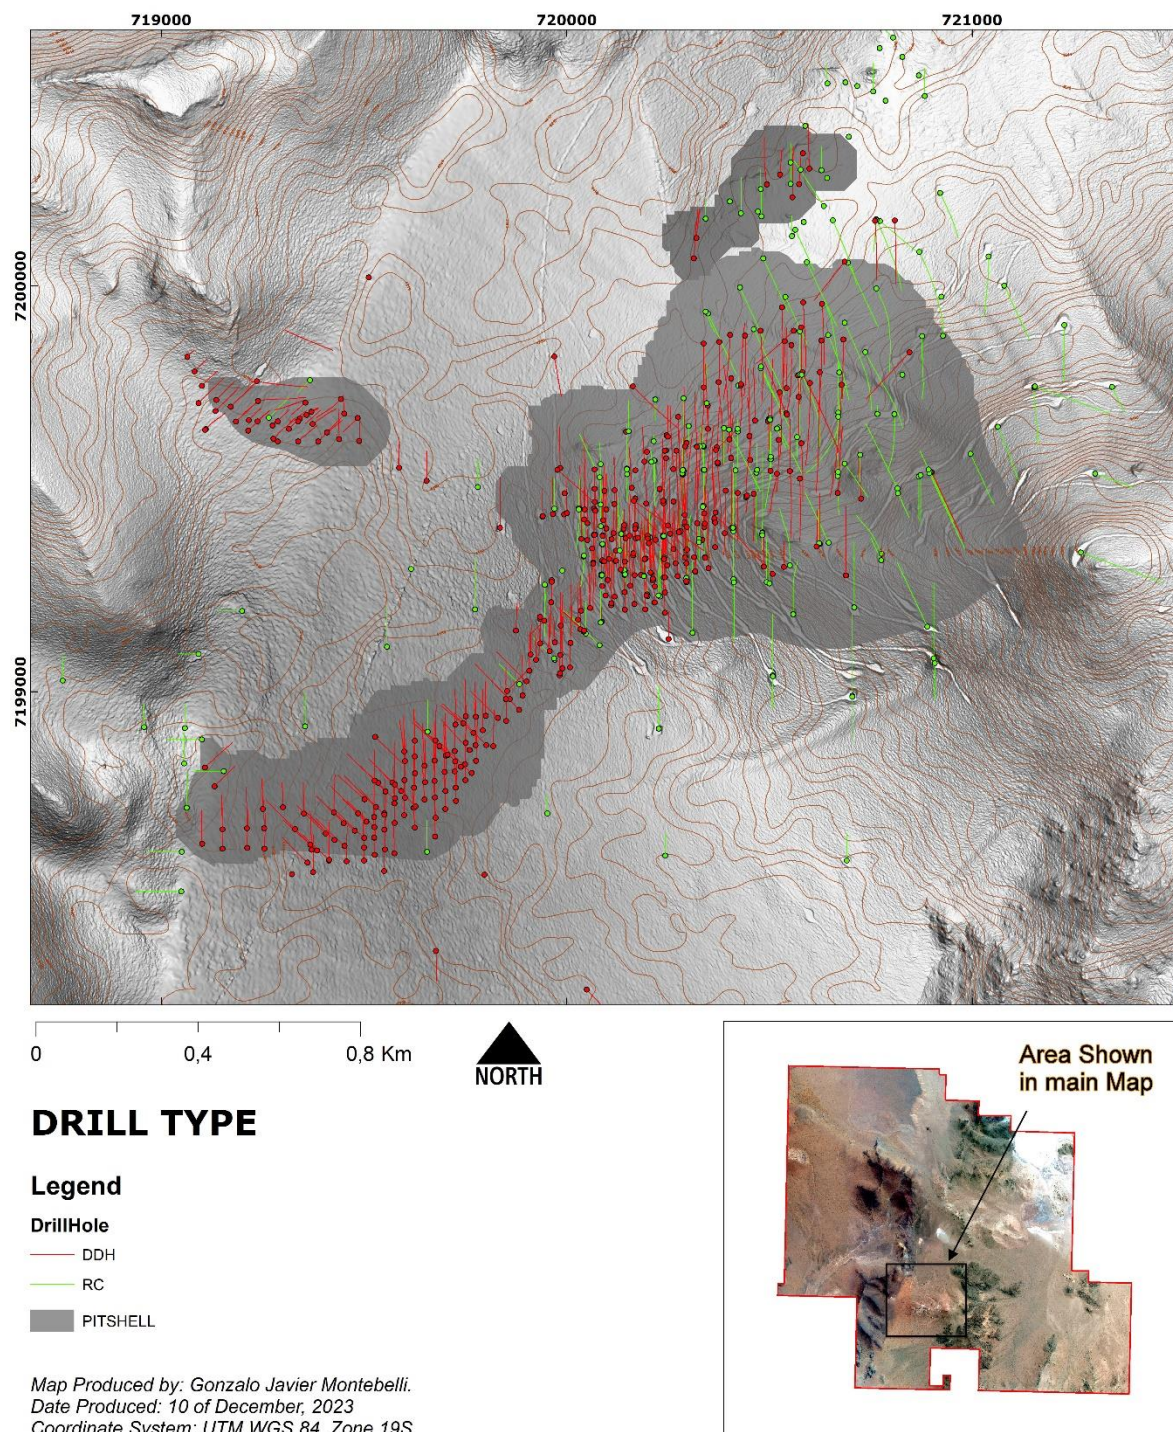 719000 720000 721000
7200000
7199000
0 0,4 0,8 Km
NORTH
Area Shown
in main Map
DRILL TYPE
Legend
DrillHole
DDH
RC
PITSHELL
Map Produced by: Gonzalo Javier Montebelli.
Date Produced: 10 of December, 2023
Coordinate System: UTM WGS 84, Zone 19S